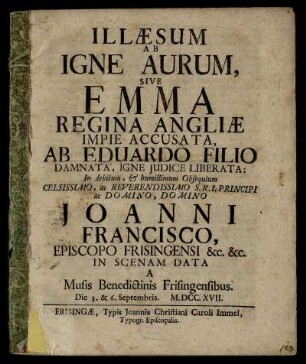 ILLÆSUM
AB
IGNE AURUM,
SIVE
EMMA
REGINA ANGLIÆ
IMPIE ACCUSATA,
AB EDUARDO FILIO
DAMNATA, IGNE JUDICE LIBERATA:
In debitum, & humillimum Obsequium
CELSISSIMO, ac REVERENDISSIMO S.R.I. PRINCIPI
ac DOMINO, DOMINO
JOANNI
FRANCISCO,
EPISCOPO FRISINGENSI &c. &c.
IN SCENAM DATA
A
Musis Benedictinis Frisingensibus.
Die 3. & 6. Septembris. M.DCC.XVII.
FRISINGÆ, Typis Joannis Christiani Caroli Immel,
Typogr. Episcopalis.